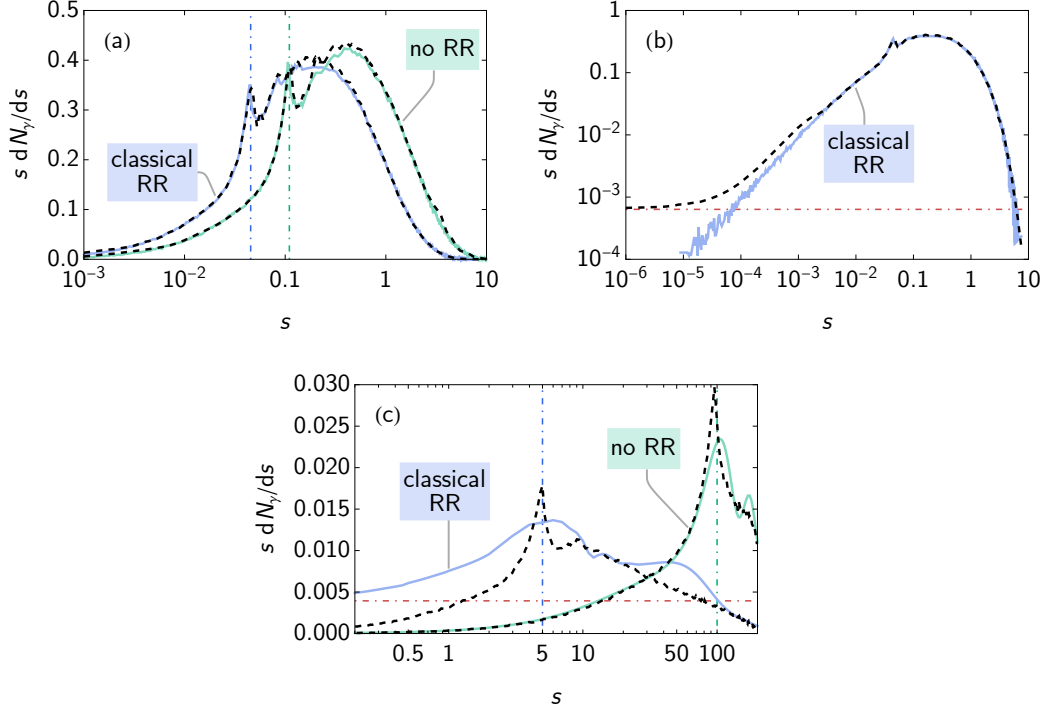 (a)
s dNγ/ds
0.5
0.4
0.3
0.2
0.1
0.0
classical
RR
no RR
10⁻³
10⁻²
0.1
1
10
s
(b)
s dNγ/ds
1
0.1
10⁻²
10⁻³
10⁻⁴
classical
RR
10⁻⁶
10⁻⁵
10⁻⁴
10⁻³
10⁻²
0.1
1
10
s
(c)
s dNγ/ds
0.030
0.025
0.020
0.015
0.010
0.005
0.000
classical
RR
no RR
0.5
1
5
10
50
100
s